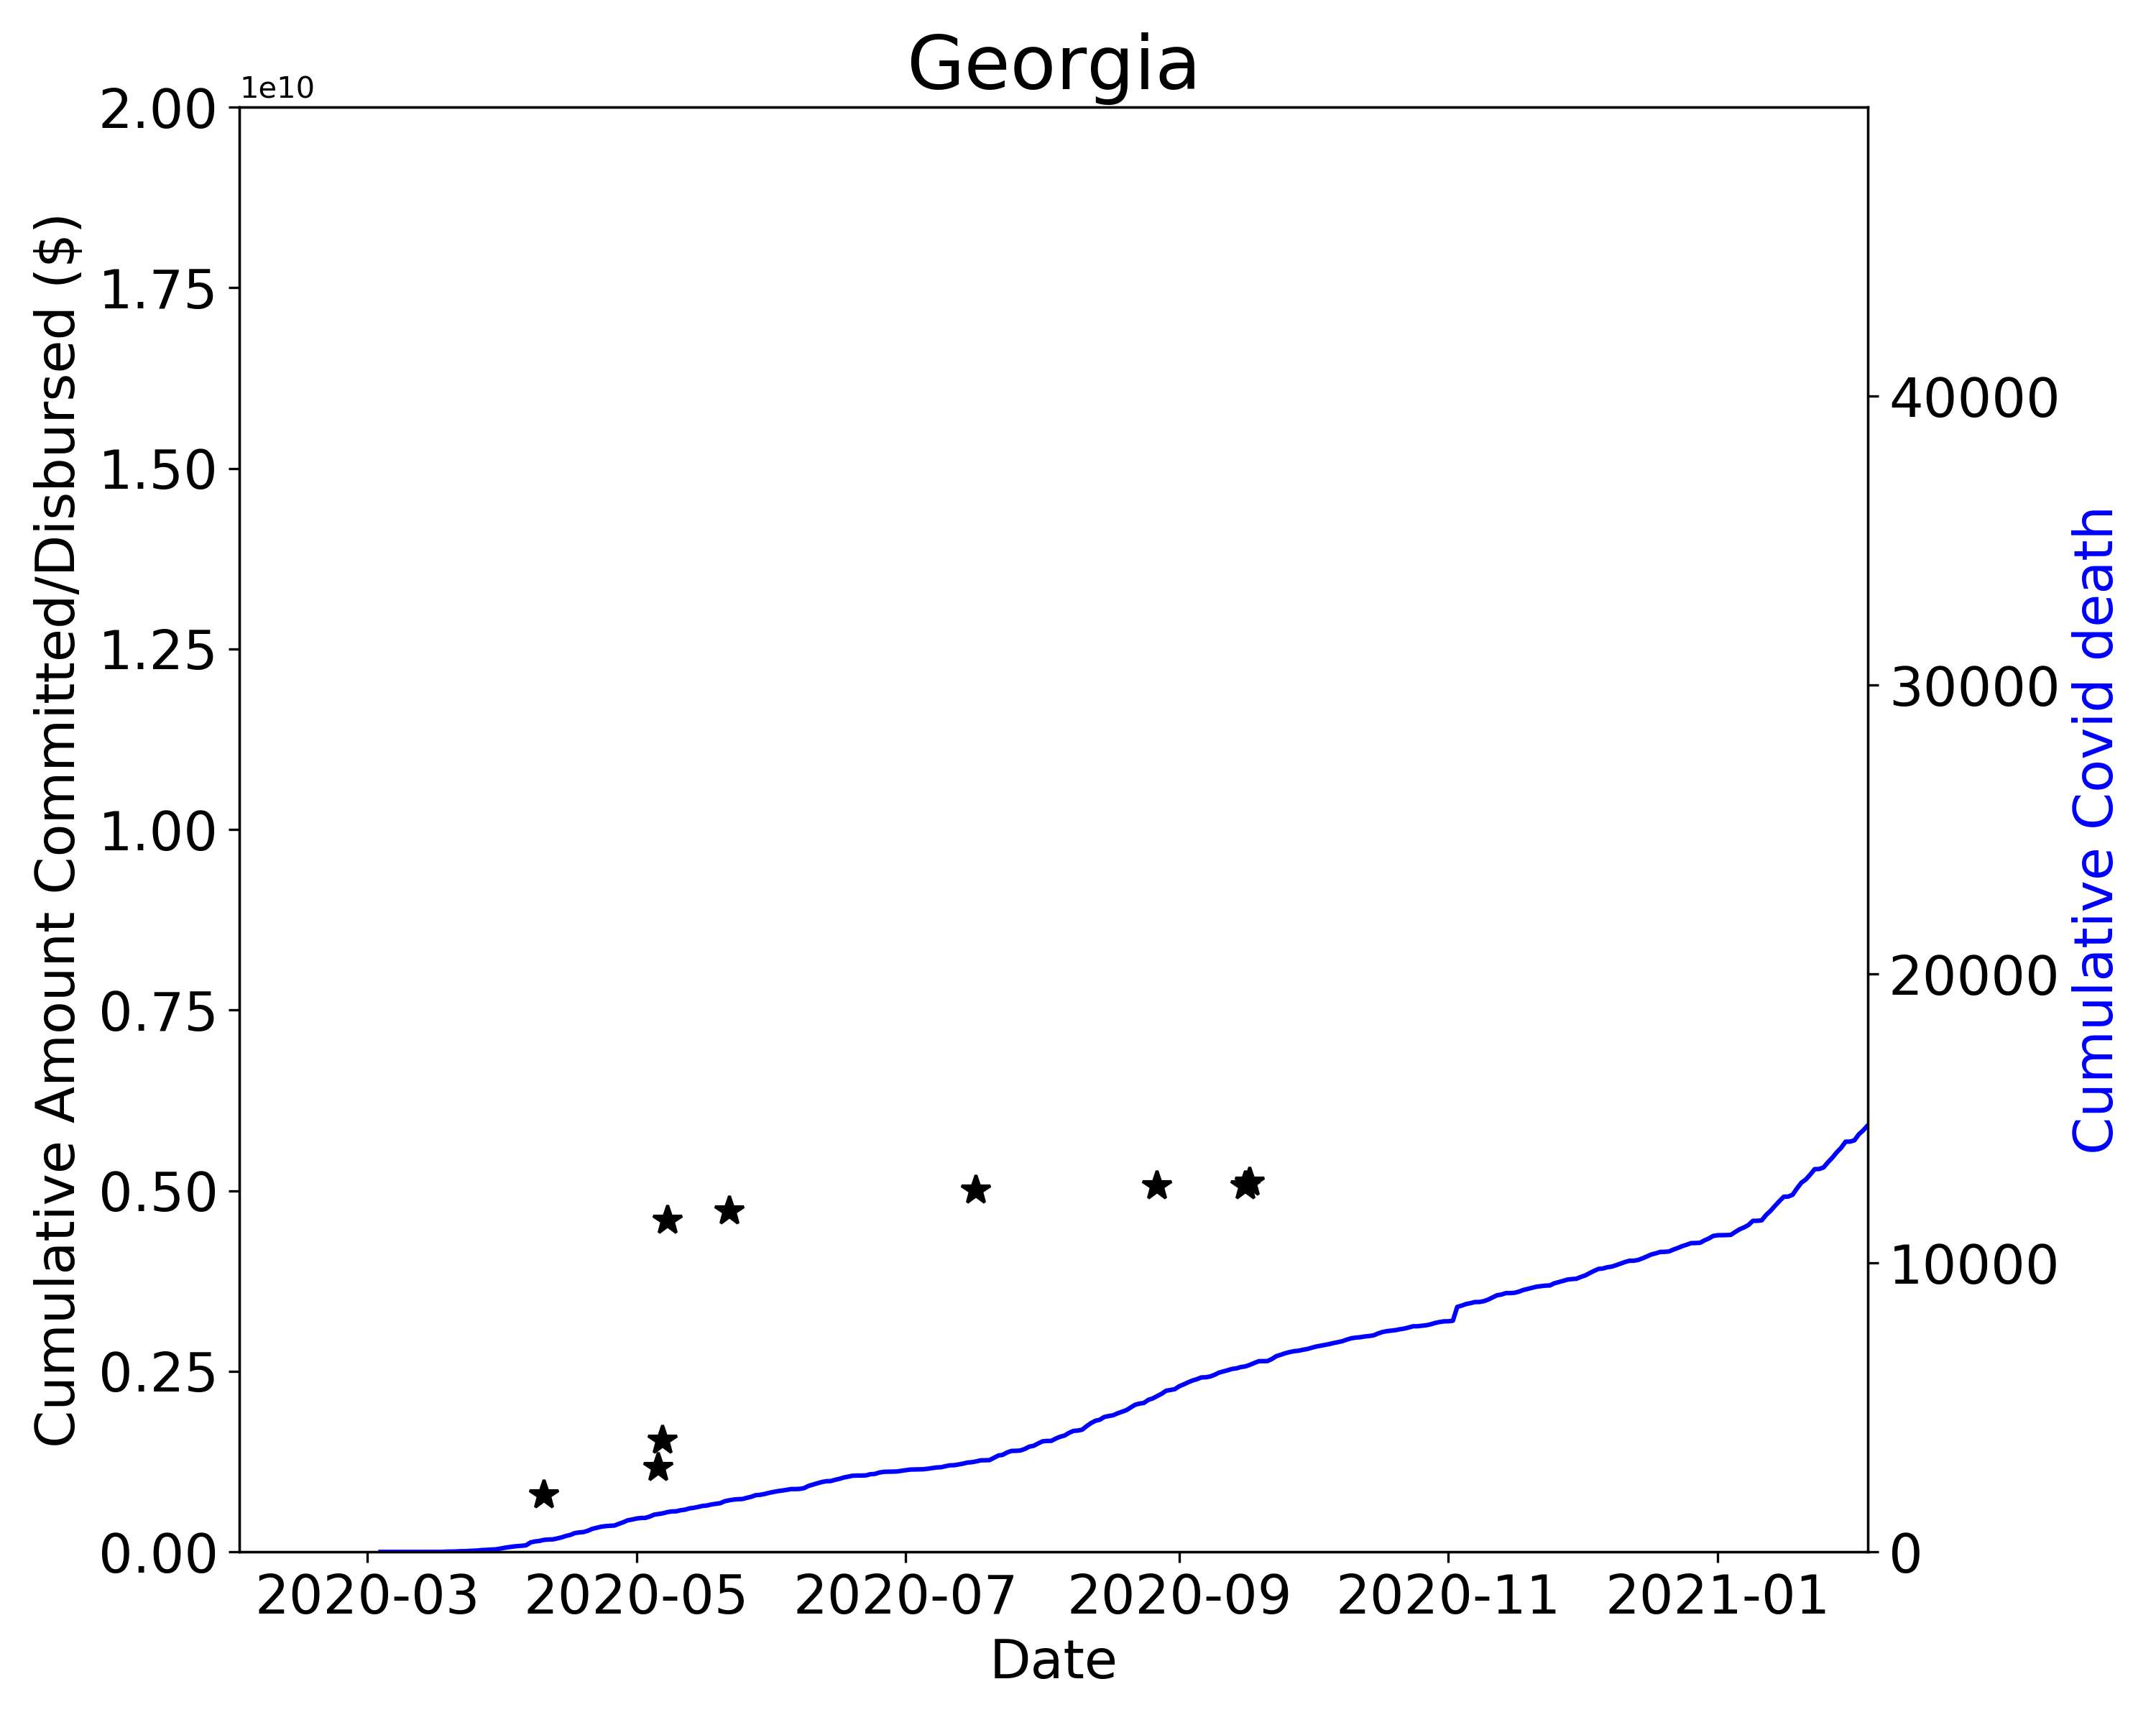 Georgia
1e10
2.00
1.75
1.50
1.25
1.00
0.75
0.50
0.25
0.00
Cumulative Amount Committed/Disbursed ($)
40000
30000
20000
10000
0
Cumulative Covid death
2020-03 2020-05 2020-07 2020-09 2020-11 2021-01
Date